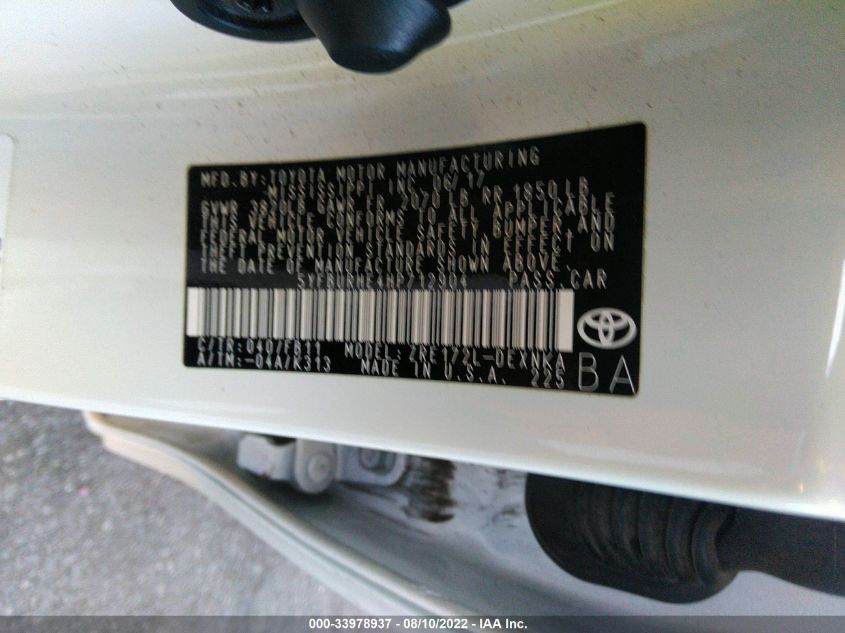 MFD.BY:TOYOTA MOTOR MANUFACTURING
MISSISSIPPI INC. 06/17
GVWR 3820LB GAWR FR 2070 LB RR 1850 LB
THIS VEHICLE CONFORMS TO ALL APPLICABLE
FEDERAL MOTOR VEHICLE SAFETY BUMPER, AND
THEFT PREVENTION STANDARDS IN EFFECT ON
THE DATE OF MANUFACTURE SHOWN ABOVE.
5YFBURHE4HP712904 PASS.CAR
C/TR:040/FB11 MODEL:ZRE172L-DEXNKA
A/TM:-04A/K313 MADE IN U.S.A. 225
BA
000-33978937 - 08/10/2022 - IAA Inc.